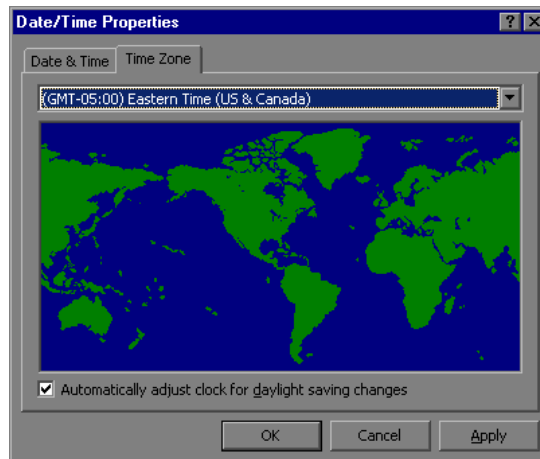 Date/Time Properties
Date & Time
Time Zone
(GMT-05:00) Eastern Time (US & Canada)
Automatically adjust clock for daylight saving changes
OK
Cancel
Apply